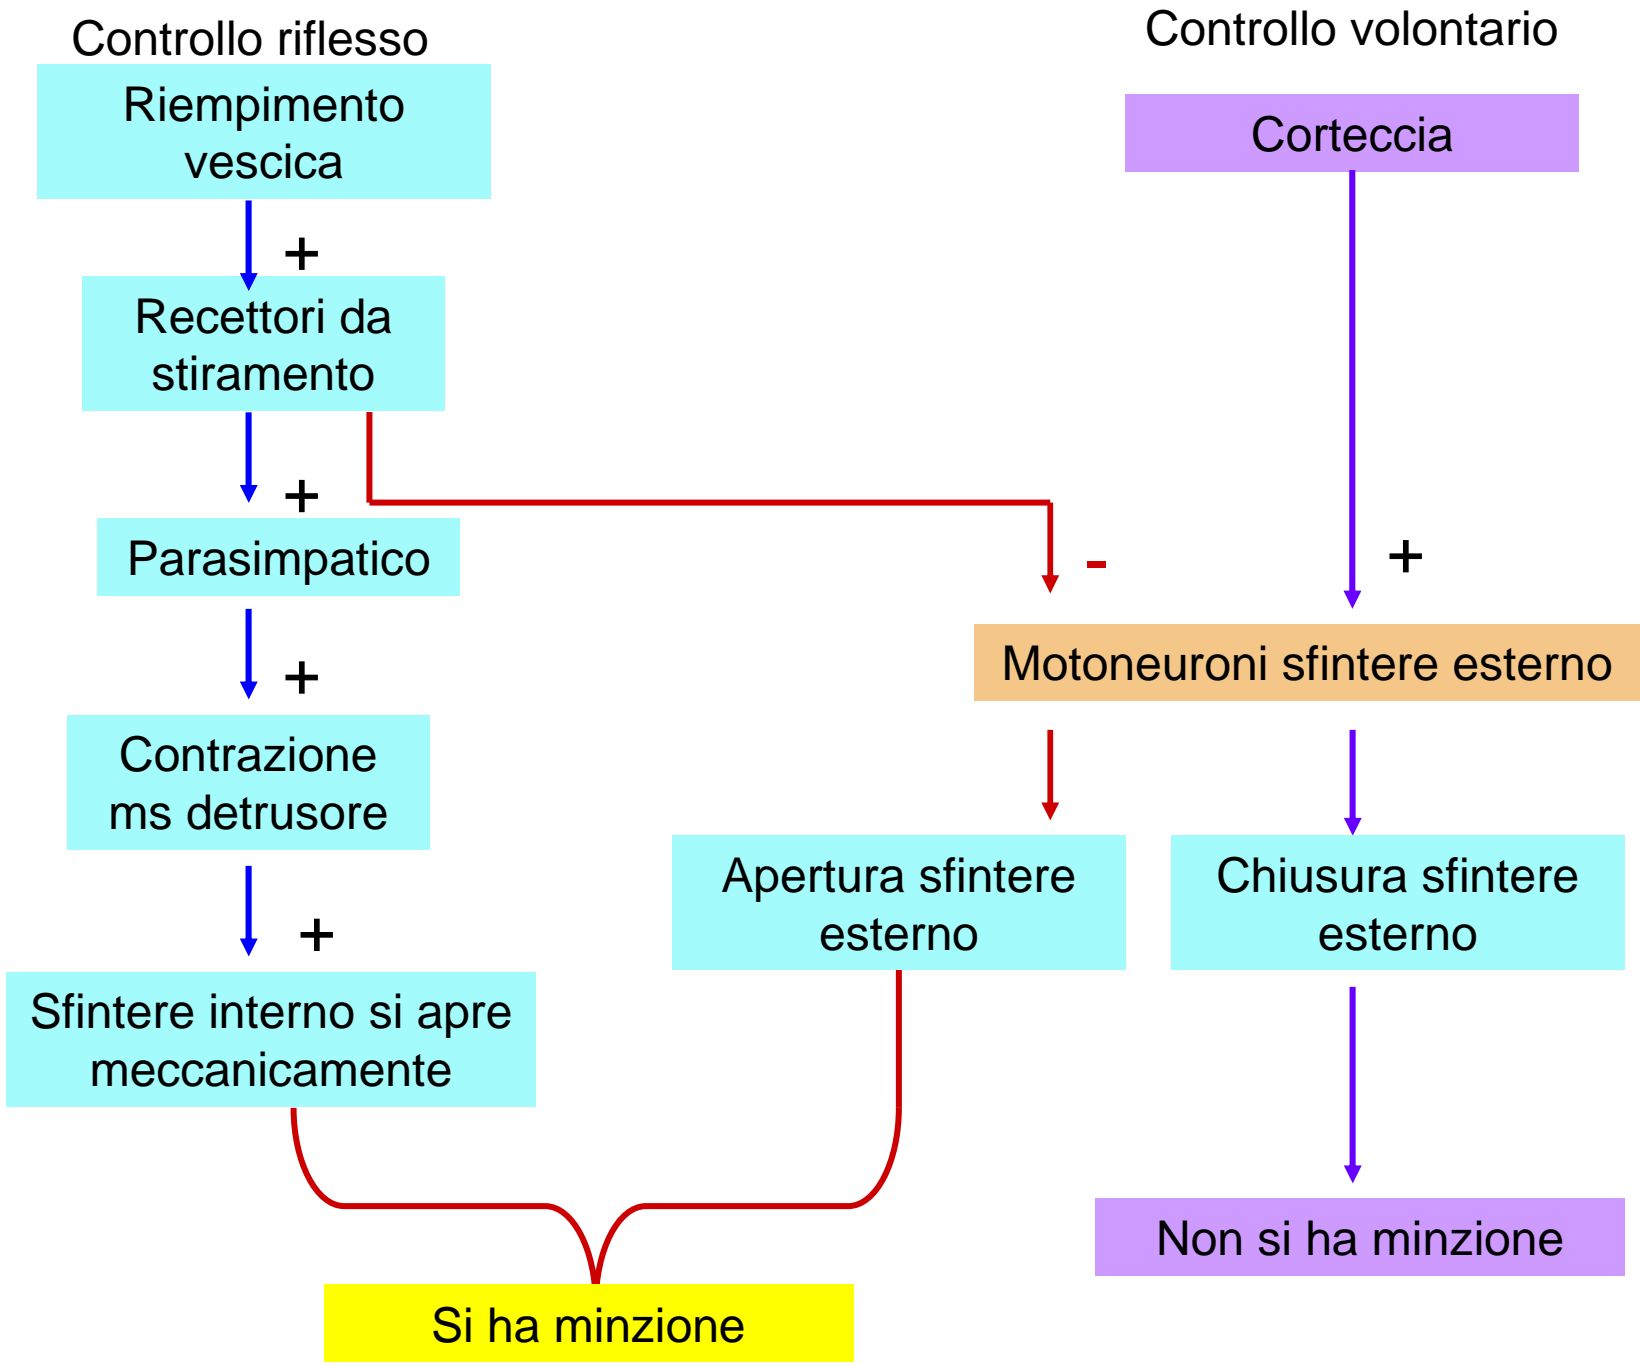 Controllo riflesso
Riempimento
vescica
+
Recettori da
stiramento
+
Parasimpatico
+
Contrazione
ms detrusore
+
Sfintere interno si apre
meccanicamente
Controllo volontario
Corteccia
-
+
Motoneuroni sfintere esterno
Apertura sfintere
esterno
Chiusura sfintere
esterno
Non si ha minzione
Si ha minzione